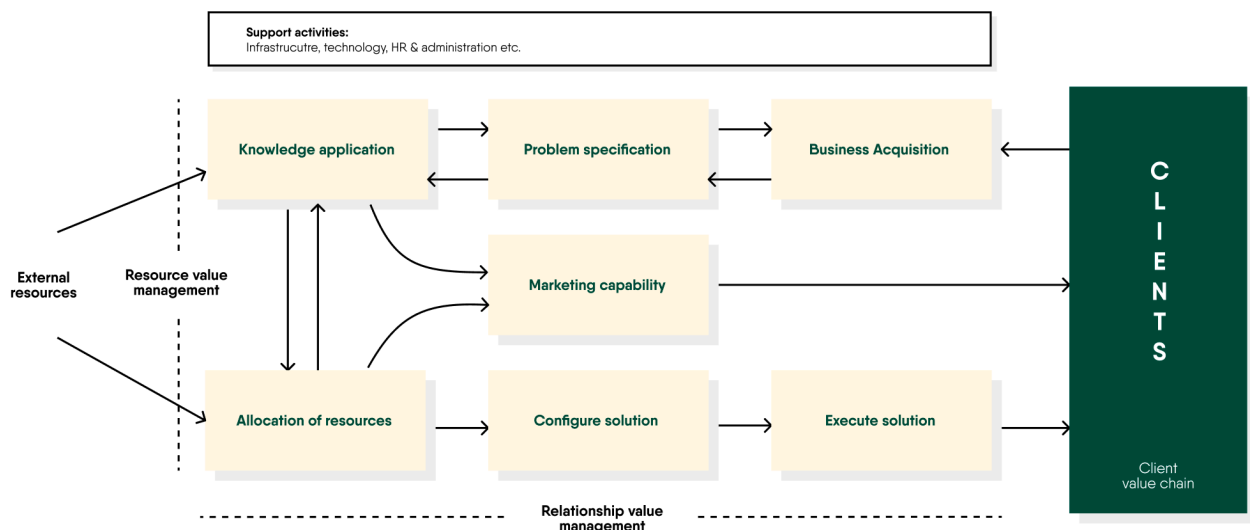 Support activities:
Infrastrucutre, technology, HR & administration etc.
Knowledge application
Problem specification
Business Acquisition
External
resources
Resource value
management
Marketing capability
Allocation of resources
Configure solution
Execute solution
CLIENTS
Client
value chain
Relationship value
management